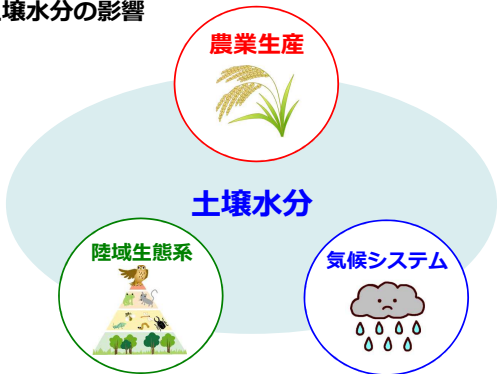 壌水分の影響
農業生産
土壌水分
陸域生態系
気候システム